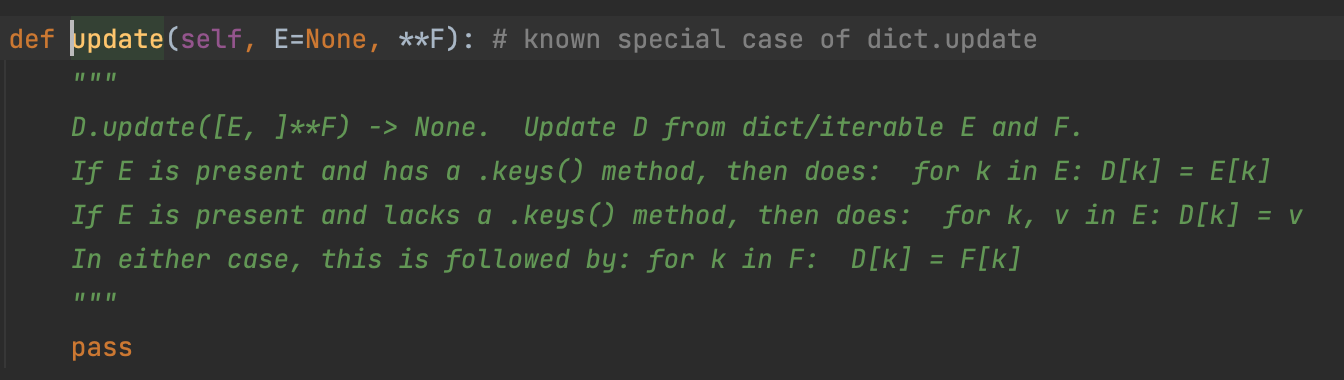 def update(self, E=None, **F): # known special case of dict.update
"""
D.update([E, ]**F) -> None.  Update D from dict/iterable E and F.
If E is present and has a .keys() method, then does:  for k in E: D[k] = E[k]
If E is present and lacks a .keys() method, then does:  for k, v in E: D[k] = v
In either case, this is followed by: for k in F:  D[k] = F[k]
"""
pass